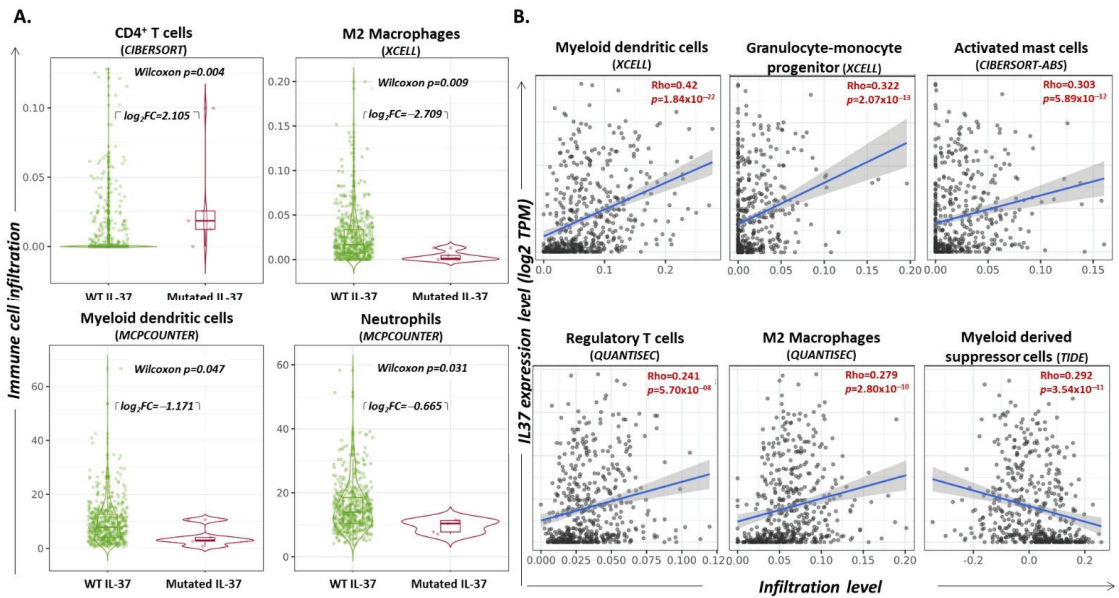 A.
CD4⁺ T cells
(CIBERSORT)
Wilcoxon p=0.004
log₂FC=2.105
0.10
0.05
0.00
WT IL-37 Mutated IL-37
M2 Macrophages
(XCELL)
Wilcoxon p=0.009
log₂FC=−2.709
0.20
0.15
0.10
0.05
0.00
WT IL-37 Mutated IL-37
Immune cell infiltration
Myeloid dendritic cells
(MCPCOUNTER)
Wilcoxon p=0.047
log₂FC=−1.171
60
40
20
0
WT IL-37 Mutated IL-37
Neutrophils
(MCPCOUNTER)
Wilcoxon p=0.031
log₂FC=−0.665
60
40
20
0
WT IL-37 Mutated IL-37
B.
Myeloid dendritic cells
(XCELL)
Rho=0.42
p=1.84x10⁻²²
0.0 0.1 0.2
Granulocyte-monocyte
progenitor (XCELL)
Rho=0.322
p=2.07x10⁻¹³
0.00 0.05 0.10 0.15 0.20
Activated mast cells
(CIBERSORT-ABS)
Rho=0.303
p=5.89x10⁻¹²
0.00 0.05 0.10 0.15
IL37 expression level (log2 TPM)
Regulatory T cells
(QUANTISEC)
Rho=0.241
p=5.70x10⁻⁰⁸
0.000 0.025 0.050 0.075 0.100 0.12
M2 Macrophages
(QUANTISEC)
Rho=0.279
p=2.80x10⁻¹⁰
0.00 0.05 0.10 0.15 0.20
Myeloid derived
suppressor cells (TIDE)
Rho=0.292
p=3.54x10⁻¹¹
-0.2 0.0 0.2
Infiltration level